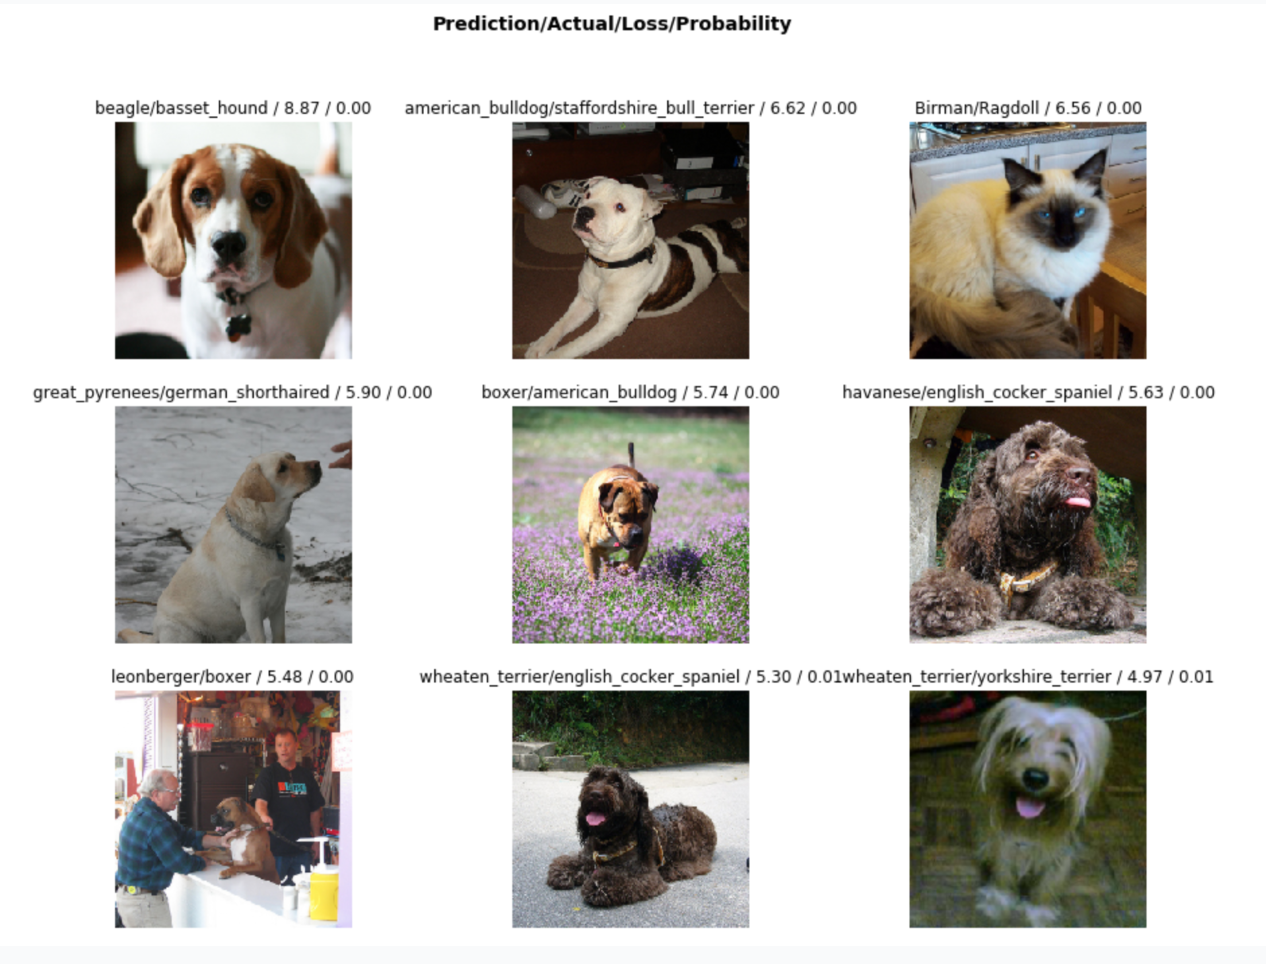 Prediction/Actual/Loss/Probability
beagle/basset_hound / 8.87 / 0.00
american_bulldog/staffordshire_bull_terrier / 6.62 / 0.00
Birman/Ragdoll / 6.56 / 0.00
great_pyrenees/german_shorthaired / 5.90 / 0.00
boxer/american_bulldog / 5.74 / 0.00
havanese/english_cocker_spaniel / 5.63 / 0.00
leonberger/boxer / 5.48 / 0.00
wheaten_terrier/english_cocker_spaniel / 5.30 / 0.01
wheaten_terrier/yorkshire_terrier / 4.97 / 0.01